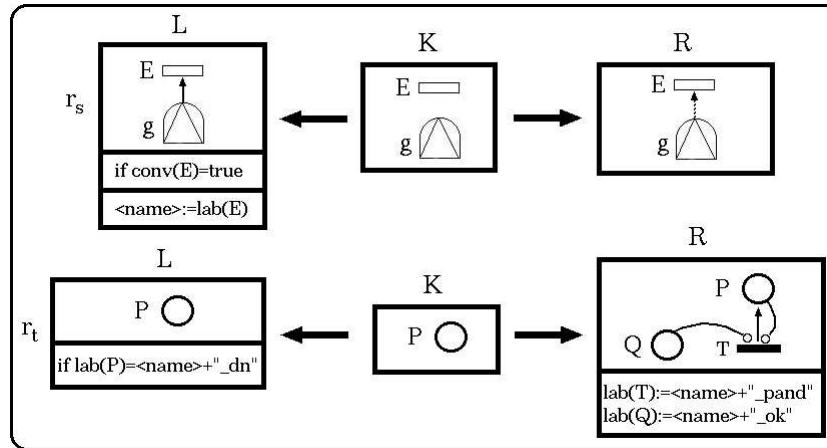 L
K
R
r_s
E
g
E
g
E
g
if conv(E)=true
<name>:=lab(E)
L
K
R
r_t
P
P
P
Q
T
if lab(P)=<name>+"_dn"
lab(T):=<name>+"_pand"
lab(Q):=<name>+"_ok"